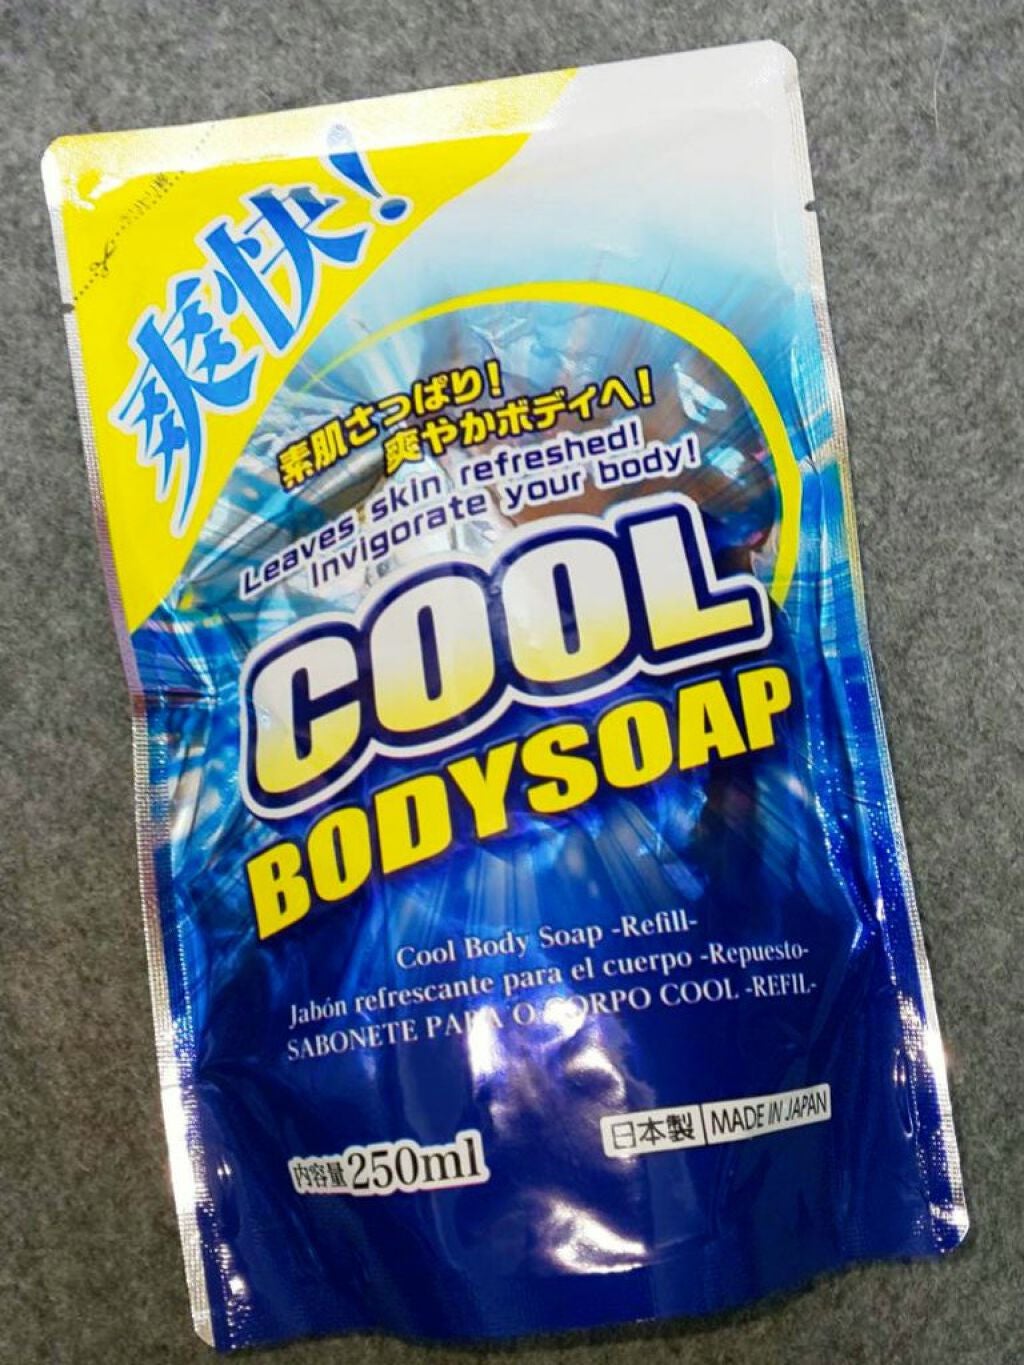 爽快!
素肌さっぱり!
爽やかボディへ!
Leaves skin refreshed!
Invigorate your body!
COOL
BODYSOAP
Cool Body Soap -Refill-
Jabón refrescante para el cuerpo -Repuesto-
SABONETE PARA O CORPO COOL -REFIL-
内容量250ml
日本製 MADE IN JAPAN